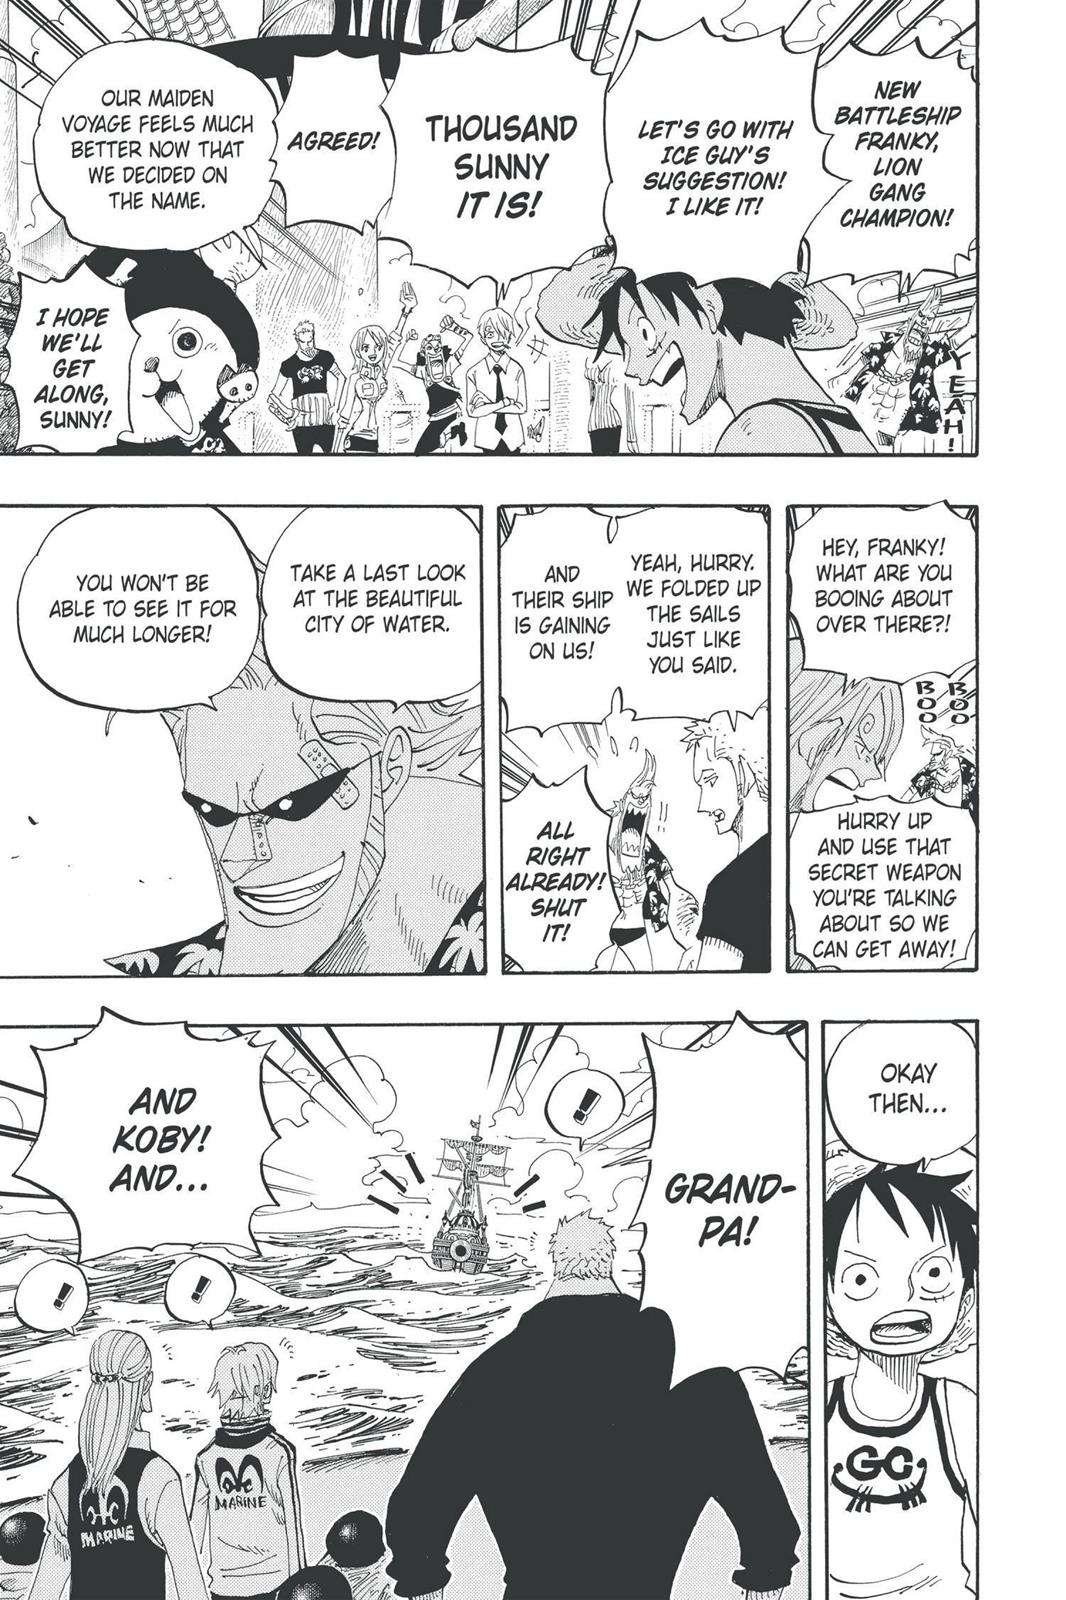 NEW
BATTLESHIP
FRANKY,
LION
GANG
CHAMPION!
YEAH!
LET'S GO WITH
ICE GUY'S
SUGGESTION!
I LIKE IT!
THOUSAND
SUNNY
IT IS!
AGREED!
OUR MAIDEN
VOYAGE FEELS MUCH
BETTER NOW THAT
WE DECIDED ON
THE NAME.
I HOPE
WE'LL
GET
ALONG,
SUNNY!
HEY, FRANKY!
WHAT ARE YOU
BOOING ABOUT
OVER THERE?!
BOO
BOO
HURRY UP
AND USE THAT
SECRET WEAPON
YOU'RE TALKING
ABOUT SO WE
CAN GET AWAY!
YEAH, HURRY.
WE FOLDED UP
THE SAILS
JUST LIKE
YOU SAID.
AND
THEIR SHIP
IS GAINING
ON US!
ALL
RIGHT
ALREADY!
SHUT
IT!
TAKE A LAST LOOK
AT THE BEAUTIFUL
CITY OF WATER.
YOU WON'T BE
ABLE TO SEE IT FOR
MUCH LONGER!
OKAY
THEN...
GC
GRAND-
PA!
!
AND
KOBY!
AND...
!
!
MARINE
MARINE